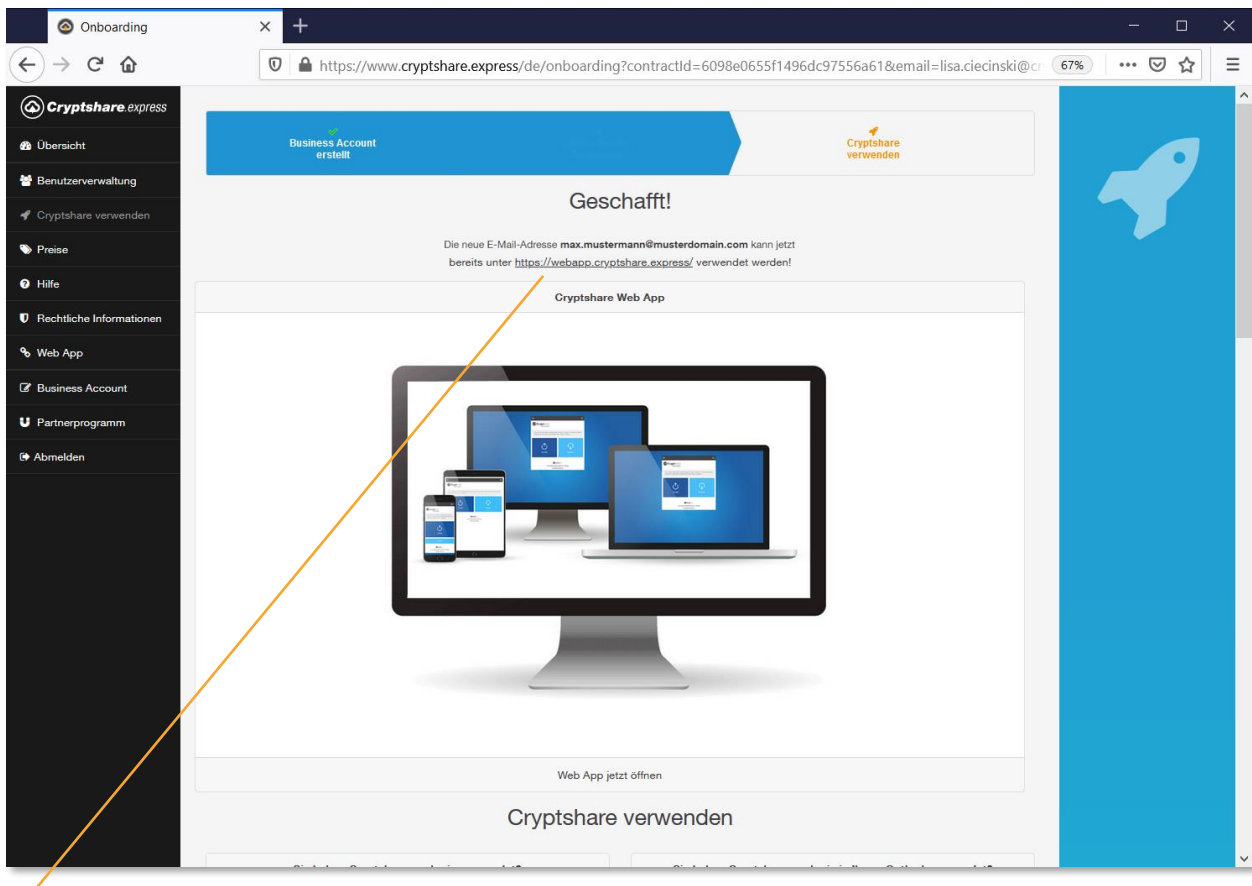 Onboarding
https://www.cryptshare.express/de/onboarding?contractId=6098e0655f1496dc97556a61&email=lisa.ciecinski@
67%
Cryptshare.express
Übersicht
Benutzerverwaltung
Cryptshare verwenden
Preise
Hilfe
Rechtliche Informationen
Web App
Business Account
Partnerprogramm
Abmelden
Business Account
erstellt
Cryptshare
verwenden
Geschafft!
Die neue E-Mail-Adresse max.mustermann@musterdomain.com kann jetzt
bereits unter https://webapp.cryptshare.express/ verwendet werden!
Cryptshare Web App
Web App jetzt öffnen
Cryptshare verwenden